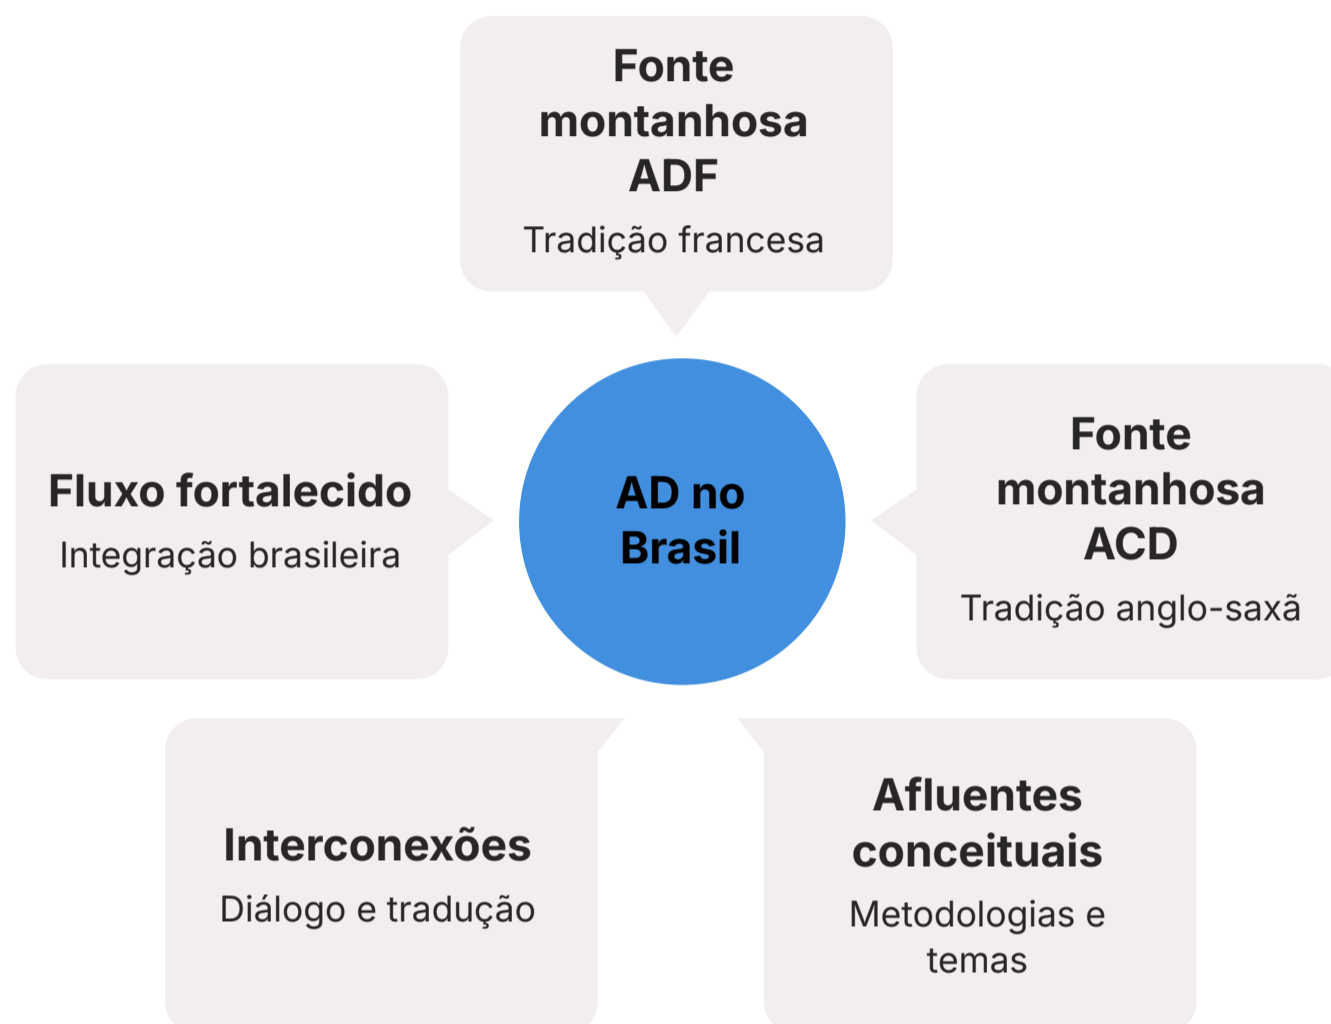 Fonte
montanhosa
ADF
Tradição francesa
Fluxo fortalecido
Integração brasileira
AD no
Brasil
Fonte
montanhosa
ACD
Tradição anglo-saxã
Interconexões
Diálogo e tradução
Afluentes
conceituais
Metodologias e
temas